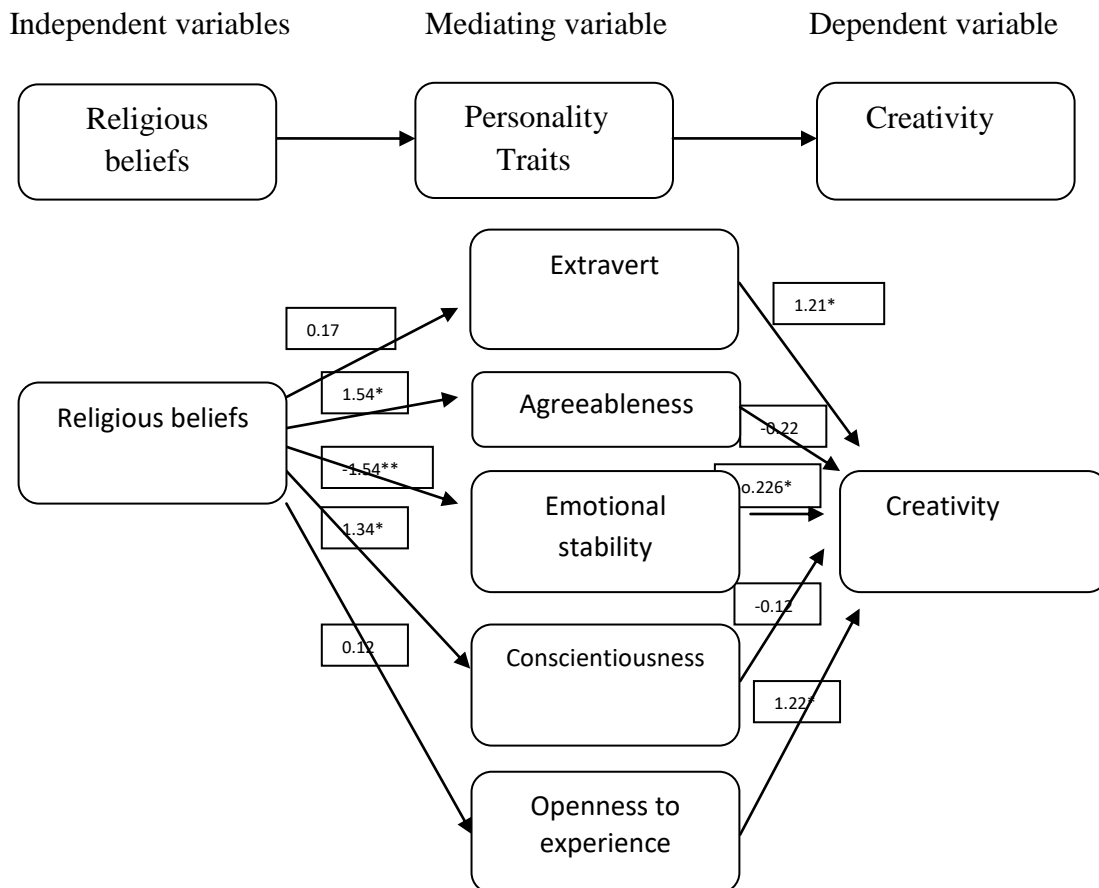 Independent variables Mediating variable Dependent variable
Religious
beliefs
Personality
Traits
Creativity
Extravert
0.17
1.21*
Religious beliefs
1.54*
Agreeableness
-0.22
-1.54**
Emotional
stability
o.226*
Creativity
1.34*
-0.12
0.12
Conscientiousness
1.22*
Openness to
experience